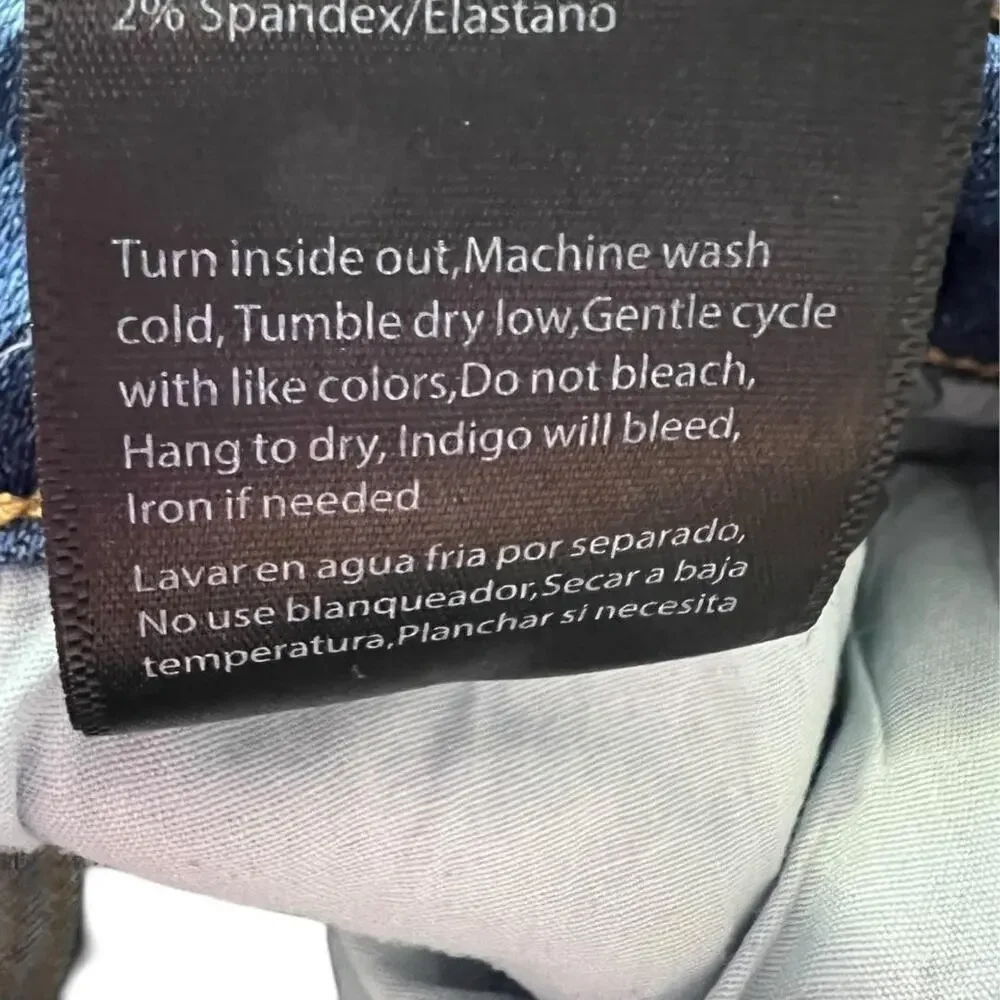 2% Spandex/Elastano
Turn inside out,Machine wash
cold, Tumble dry low,Gentle cycle
with like colors,Do not bleach,
Hang to dry, Indigo will bleed,
Iron if needed
Lavar en agua fria por separado,
No use blanqueador,Secar a baja
temperatura,Planchar si necesita